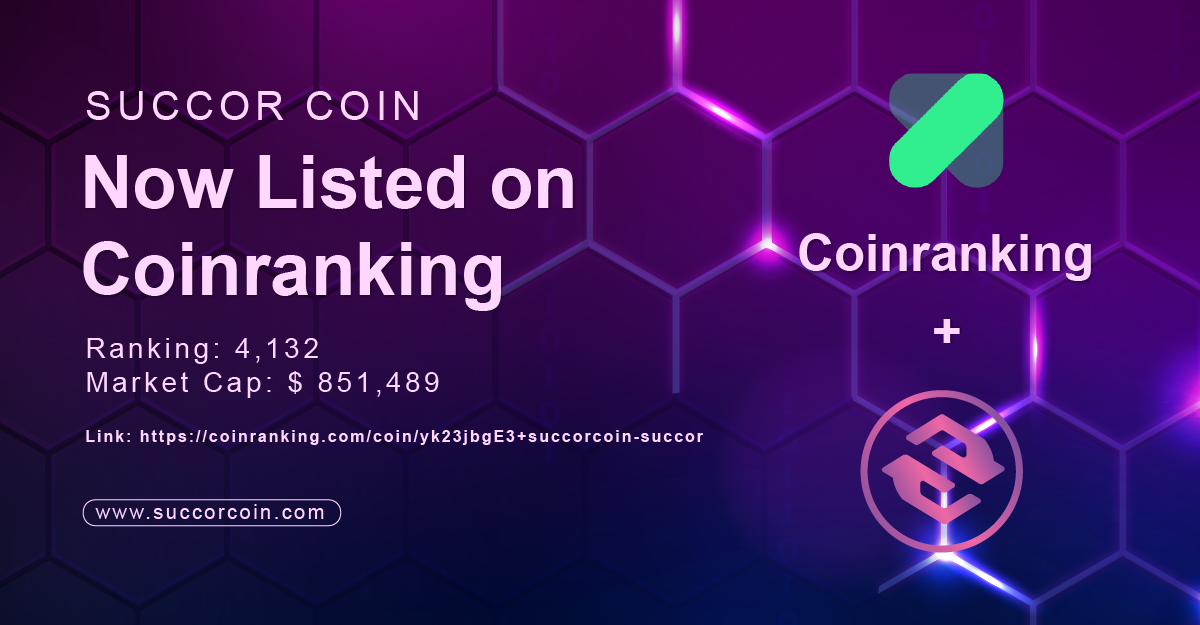 SUCCOR COIN
Now Listed on
Coinranking
Ranking: 4,132
Market Cap: $ 851,489
Link: https://coinranking.com/coin/yk23jbgE3+succorcoin-succor
www.succorcoin.com
Coinranking
+